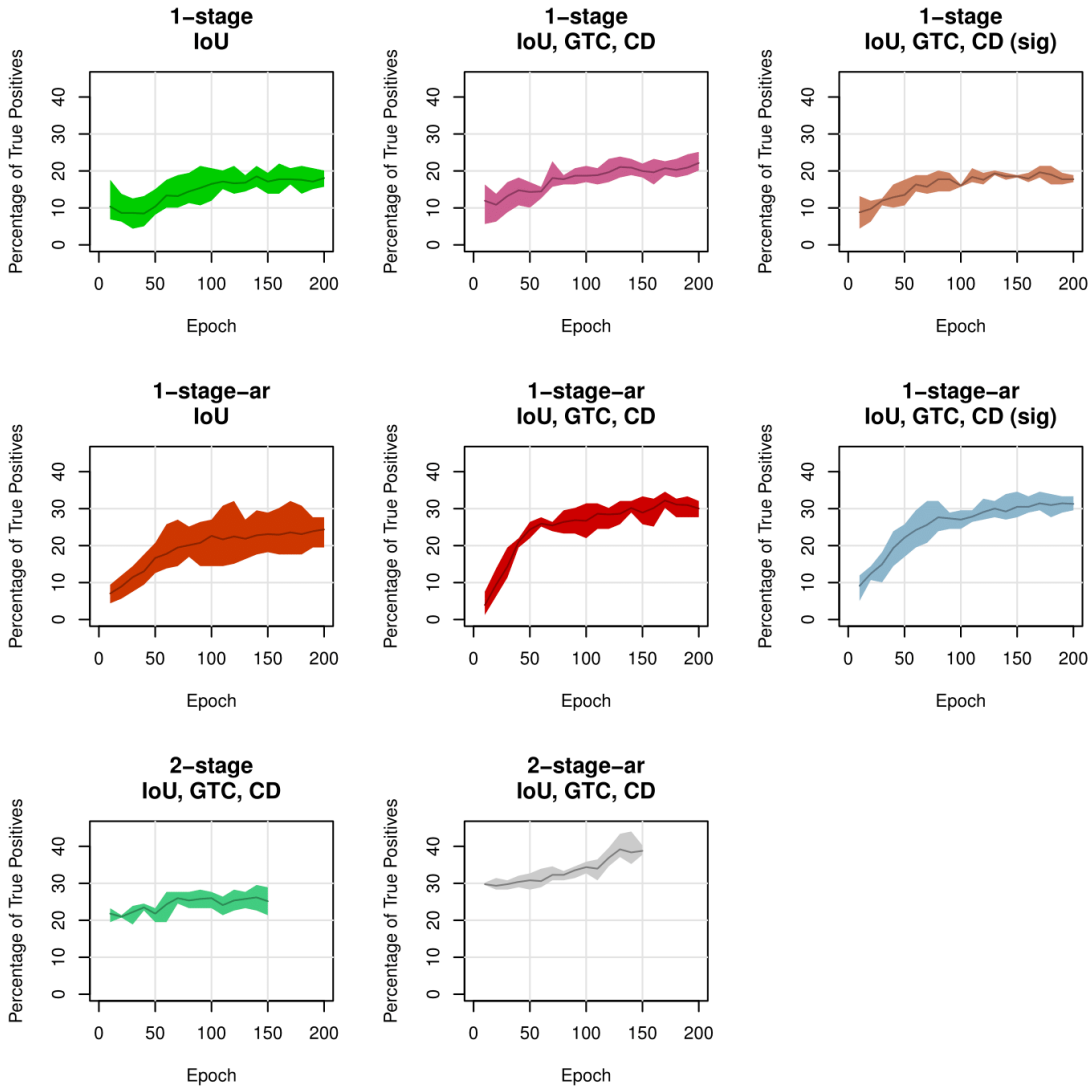 1−stage
IoU
1−stage
IoU, GTC, CD
1−stage
IoU, GTC, CD (sig)
Percentage of True Positives
0 10 20 30 40
0 50 100 150 200
Epoch
Percentage of True Positives
0 10 20 30 40
0 50 100 150 200
Epoch
Percentage of True Positives
0 10 20 30 40
0 50 100 150 200
Epoch
1−stage−ar
IoU
1−stage−ar
IoU, GTC, CD
1−stage−ar
IoU, GTC, CD (sig)
Percentage of True Positives
0 10 20 30 40
0 50 100 150 200
Epoch
Percentage of True Positives
0 10 20 30 40
0 50 100 150 200
Epoch
Percentage of True Positives
0 10 20 30 40
0 50 100 150 200
Epoch
2−stage
IoU, GTC, CD
2−stage−ar
IoU, GTC, CD
Percentage of True Positives
0 10 20 30 40
0 50 100 150 200
Epoch
Percentage of True Positives
0 10 20 30 40
0 50 100 150 200
Epoch